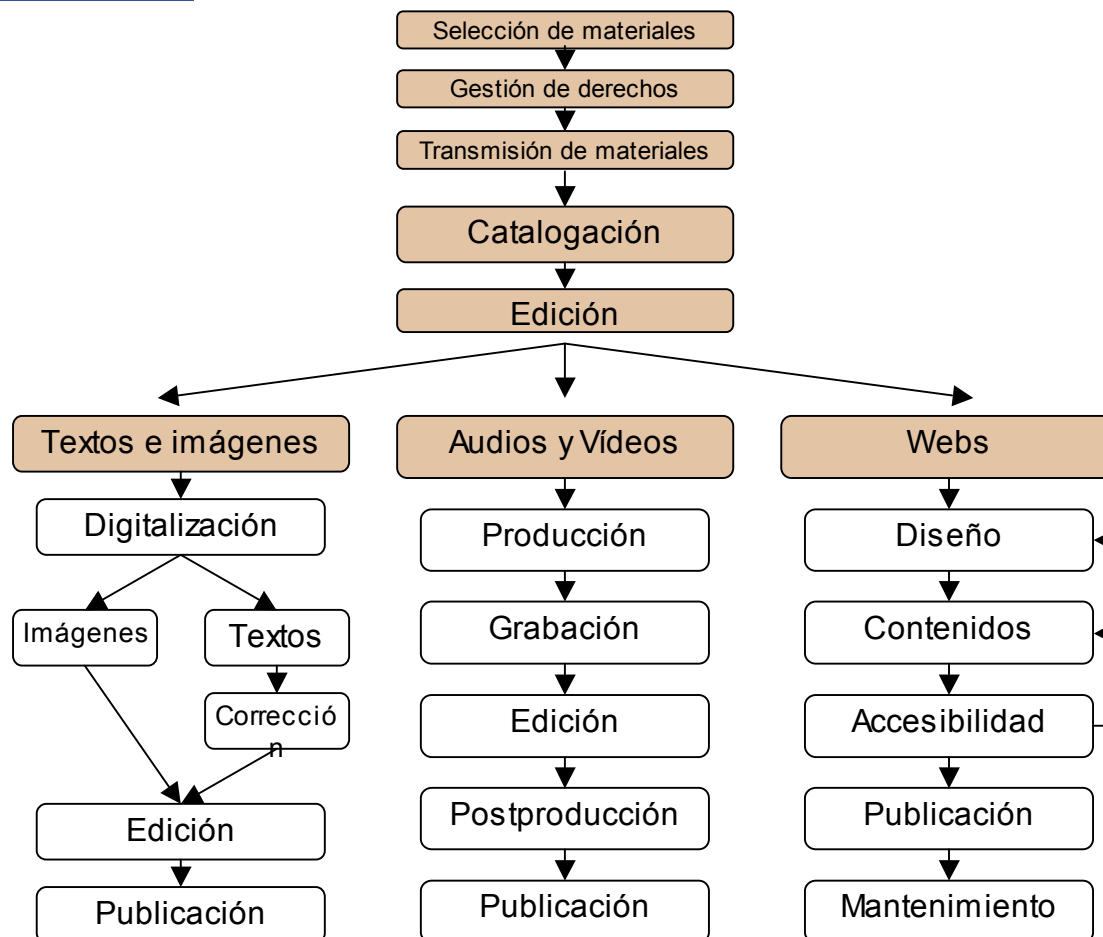 Selección de materiales
Gestión de derechos
Transmisión de materiales
Catalogación
Edición
Textos e imágenes
Audios y Vídeos
Webs
Digitalización
Producción
Diseño
Imágenes
Textos
Grabación
Contenidos
Correcció
n
Edición
Accesibilidad
Edición
Postproducción
Publicación
Publicación
Publicación
Mantenimiento